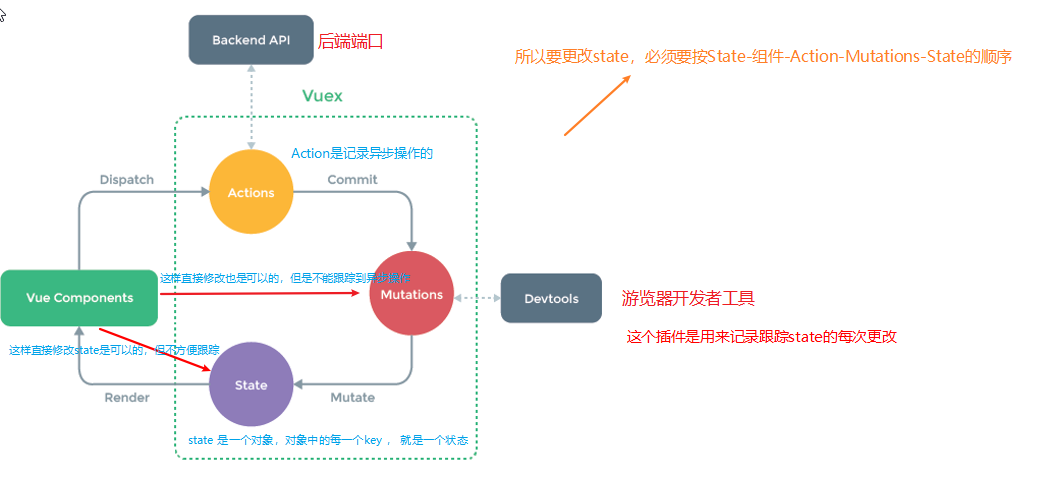 Backend API
后端端口
所以要更改state，必须要按State-组件-Action-Mutations-State的顺序
Vuex
Action是记录异步操作的
Dispatch
Commit
Actions
这样直接修改也是可以的，但是不能跟踪到异步操作
Vue Components
Mutations
Devtools
游览器开发者工具
这个插件是用来记录跟踪state的每次更改
这样直接修改state是可以的，但不方便跟踪
State
Render
Mutate
state 是一个对象，对象中的每一个key ， 就是一个状态